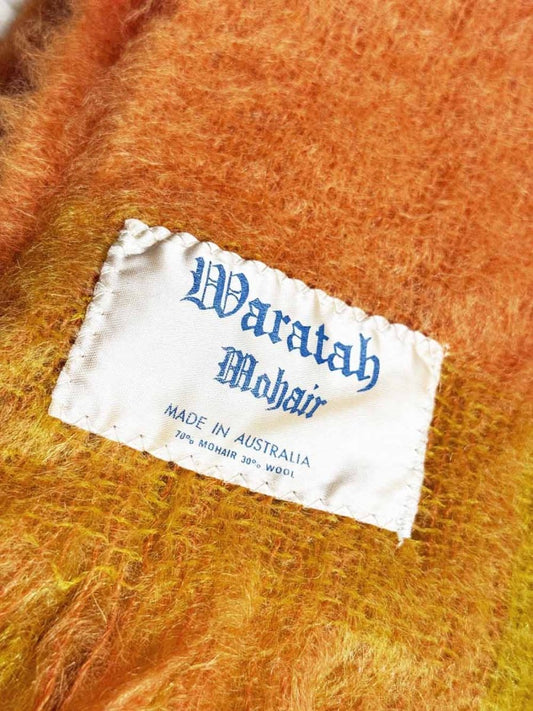 Waratah
Mohair
MADE IN AUSTRALIA
70% MOHAIR 30% WOOL